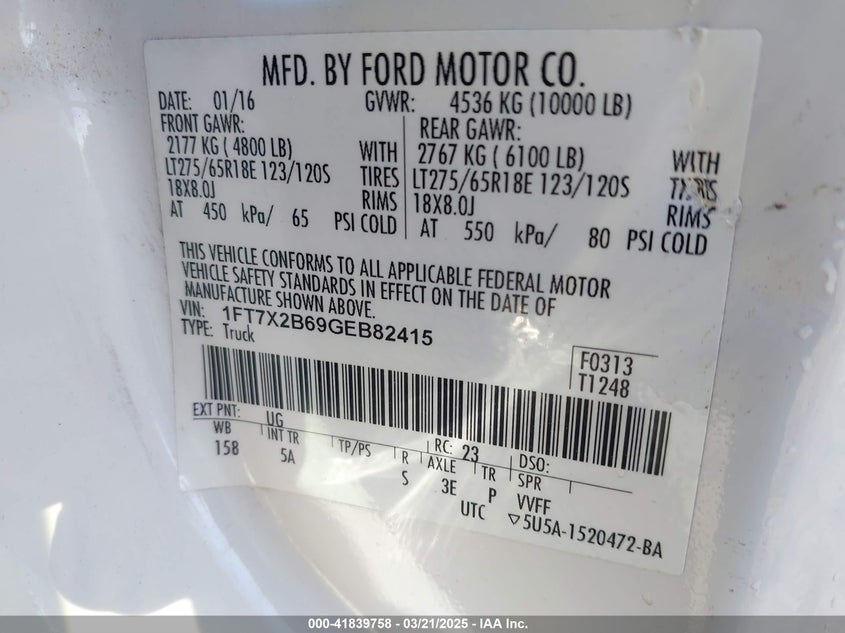 MFD. BY FORD MOTOR CO.
DATE: 01/16 GVWR: 4536 KG (10000 LB)
FRONT GAWR: REAR GAWR:
2177 KG ( 4800 LB) WITH 2767 KG ( 6100 LB) WITH
LT275/65R18E 123/120S TIRES LT275/65R18E 123/120S
18X8.0J RIMS 18X8.0J RIMS
AT 450 kPa/ 65 PSI COLD AT 550 kPa/ 80 PSI COLD
THIS VEHICLE CONFORMS TO ALL APPLICABLE FEDERAL MOTOR
VEHICLE SAFETY STANDARDS IN EFFECT ON THE DATE OF
MANUFACTURE SHOWN ABOVE.
VIN: 1FT7X2B69GEB82415
TYPE: Truck
F0313
T1248
EXT PNT: UG RC: 23 DSO:
WB INT TR TP/PS R AXLE TR SPR
158 5A S 3E P VVFF
UTC ▽5U5A-1520472-BA
000-41839758 - 03/21/2025 - IAA Inc.